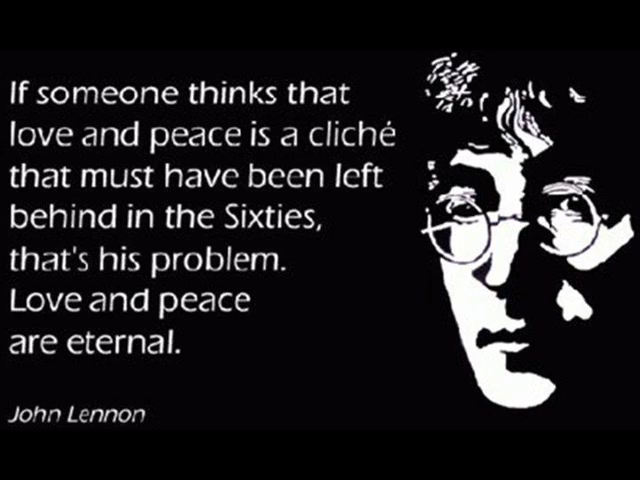 If someone thinks that
love and peace is a cliché
that must have been left
behind in the Sixties,
that's his problem.
Love and peace
are eternal.
John Lennon